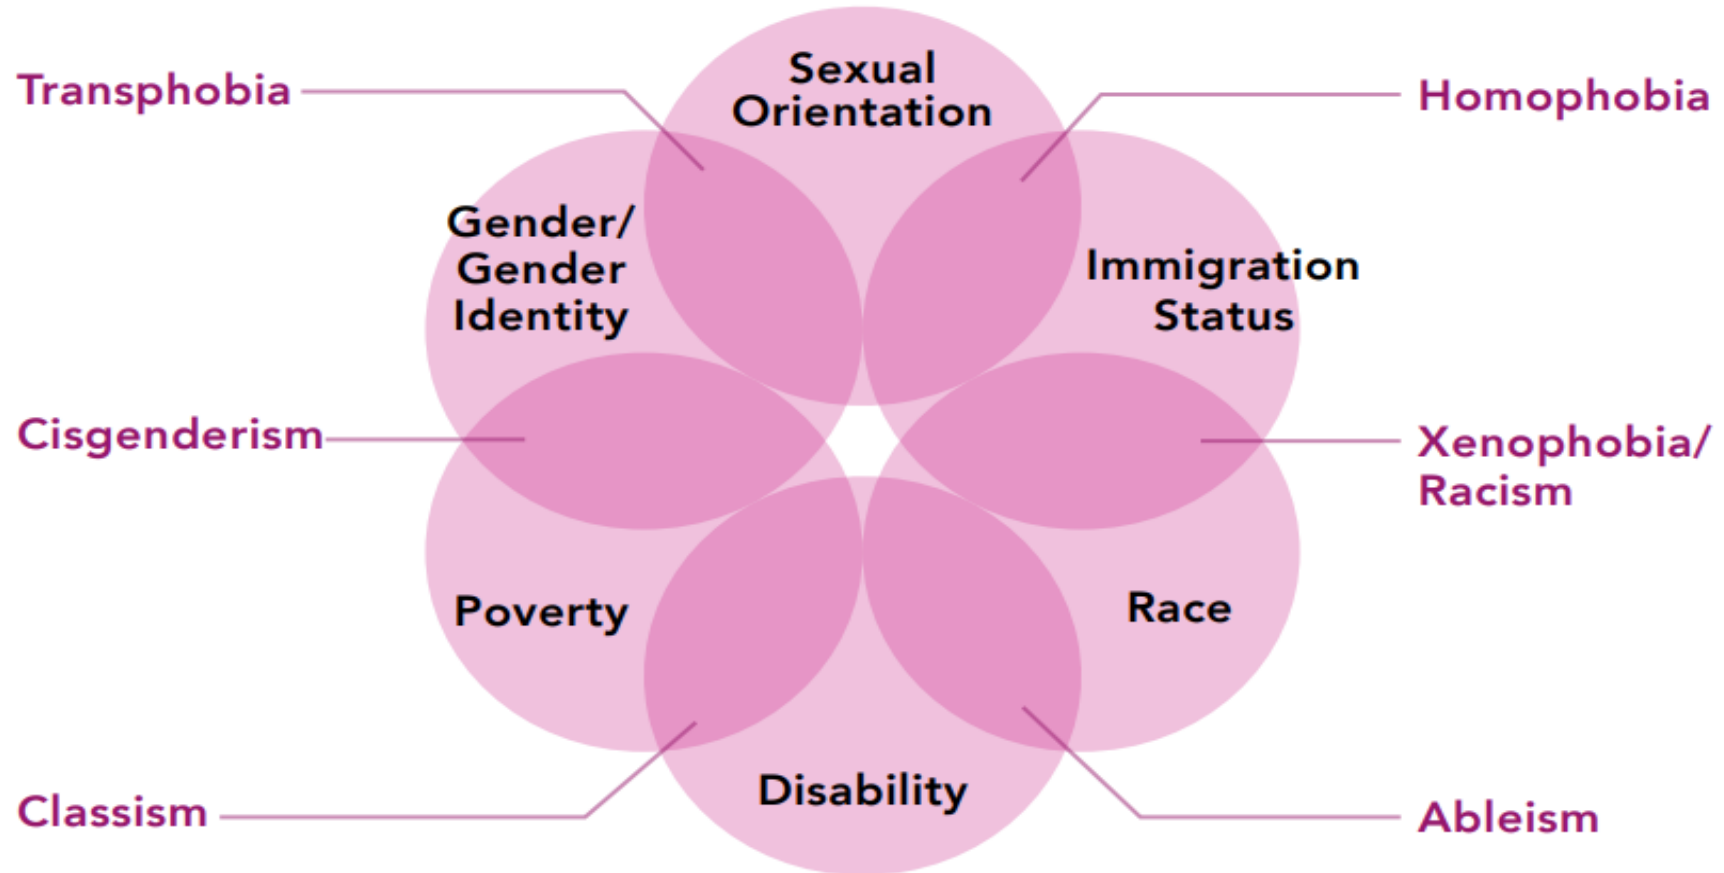 Sexual
Orientation
Transphobia
Homophobia
Gender/
Gender
Identity
Immigration
Status
Cisgenderism
Xenophobia/
Racism
Poverty
Race
Disability
Classism
Ableism